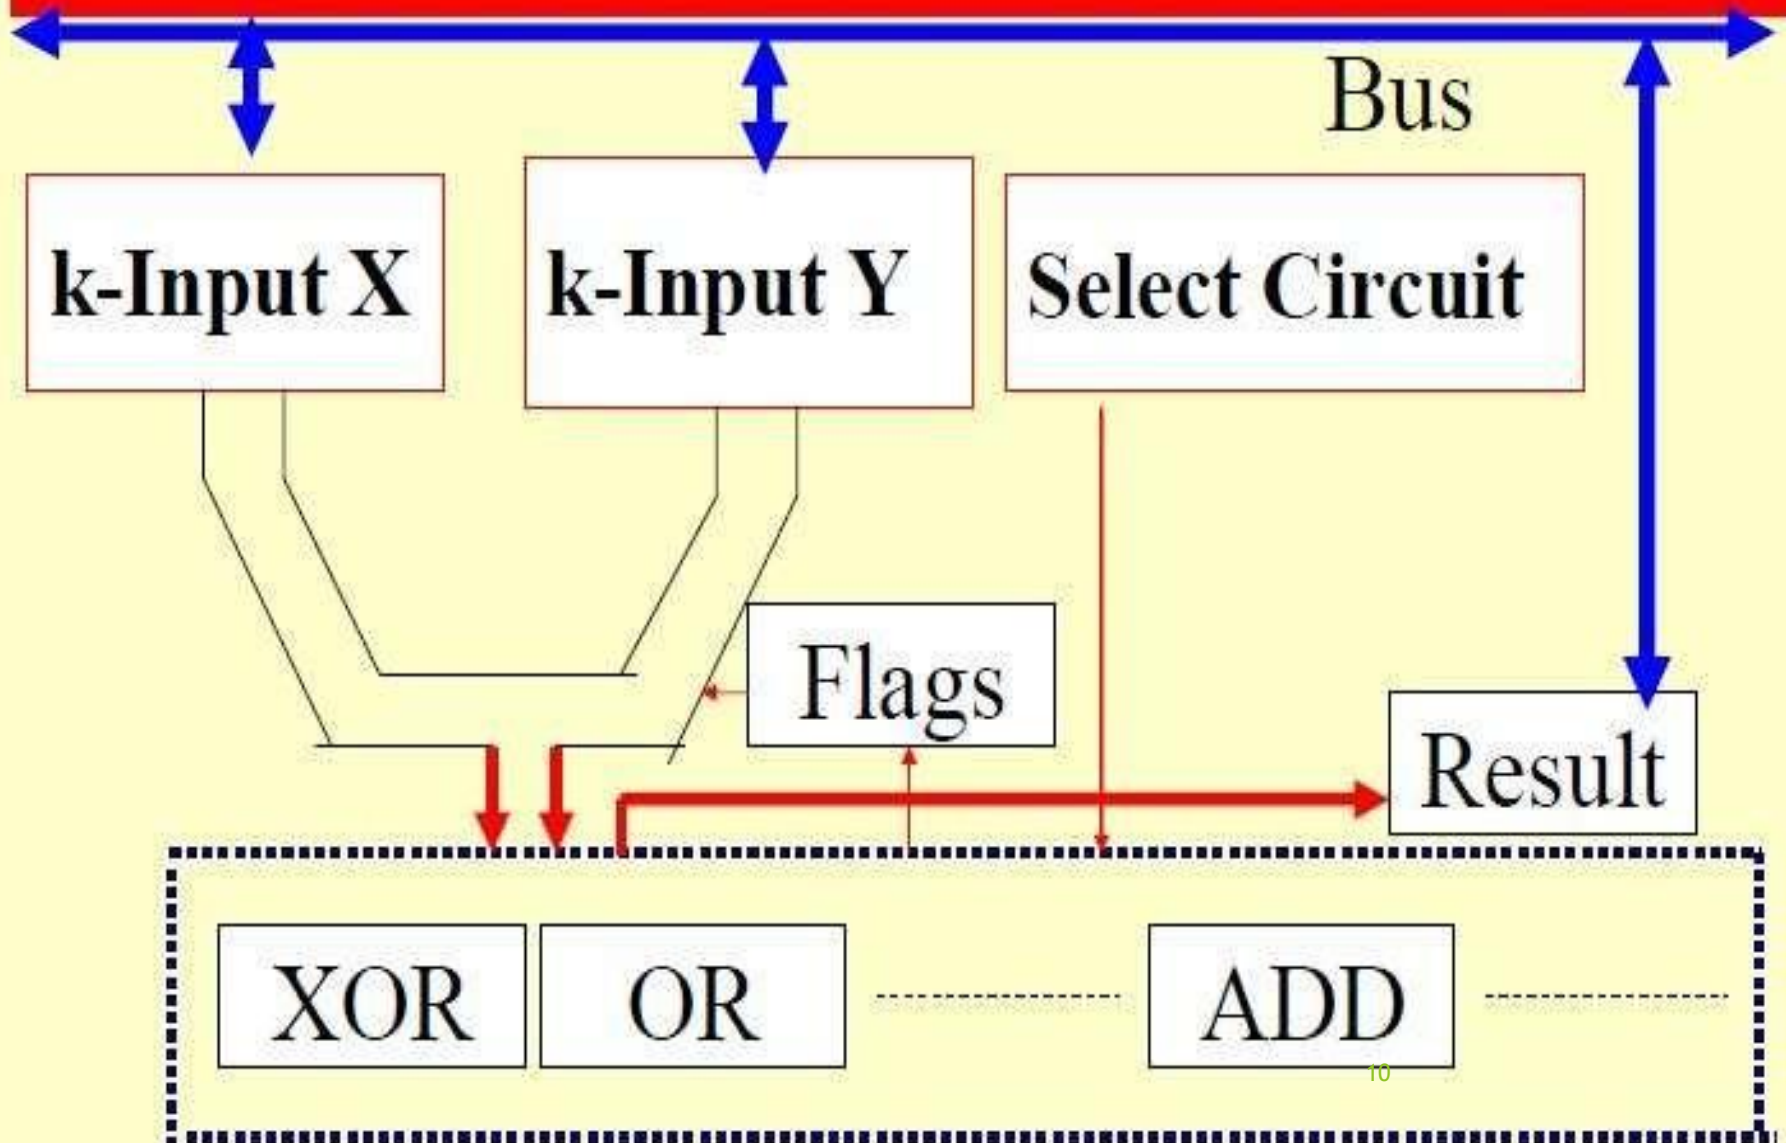 Bus
k-Input X
k-Input Y
Select Circuit
Flags
Result
XOR
OR
ADD
10